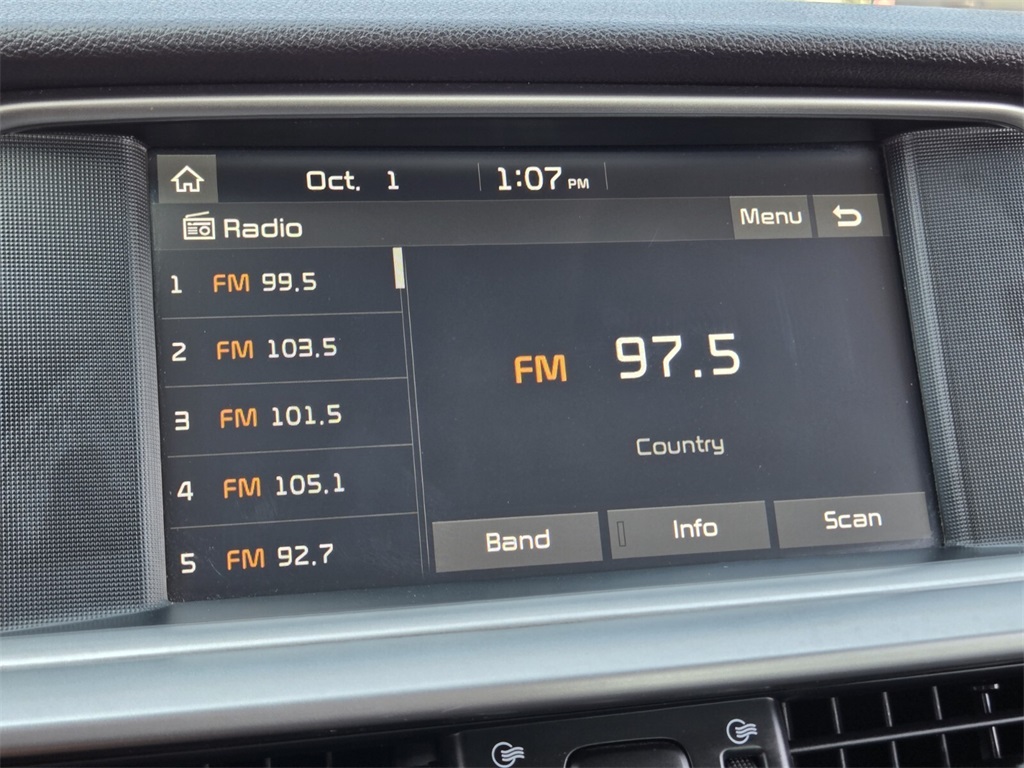 Oct. 1 1:07 PM
Radio Menu
1 FM 99.5
2 FM 103.5
3 FM 101.5
4 FM 105.1
5 FM 92.7
FM 97.5
Country
Band Info Scan